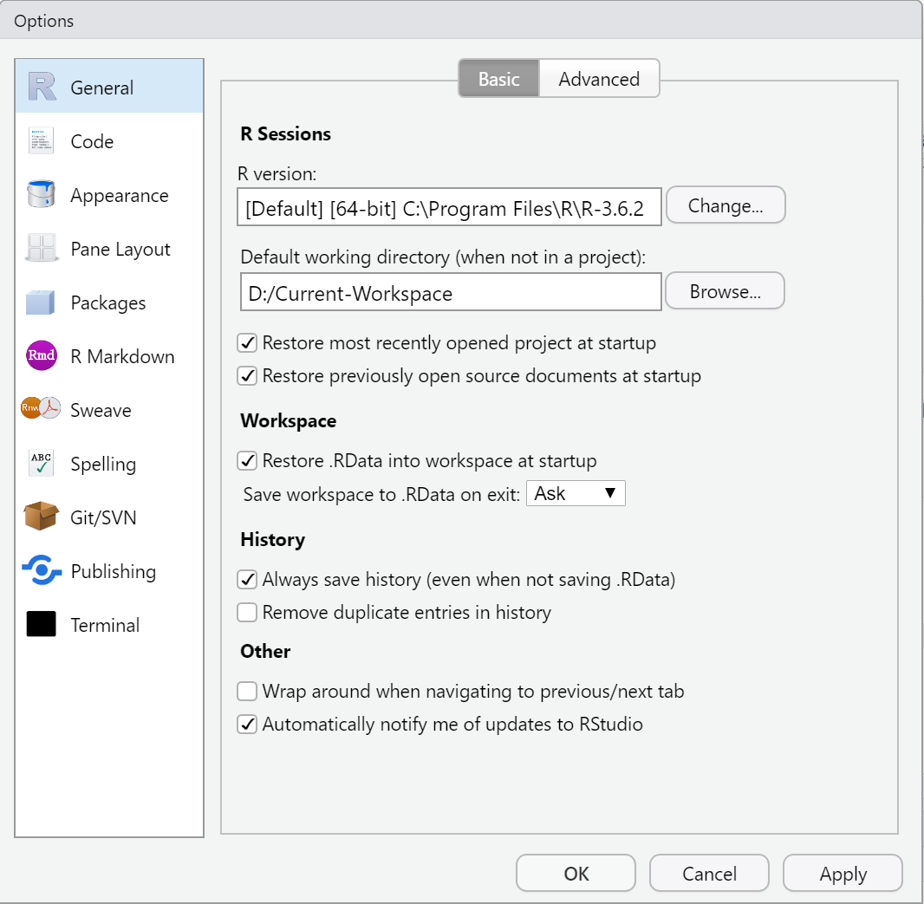 Options
General
Code
Appearance
Pane Layout
Packages
Rmd R Markdown
Rnw Sweave
ABC Spelling
Git/SVN
Publishing
Terminal
Basic Advanced
R Sessions
R version:
[Default] [64-bit] C:\Program Files\R\R-3.6.2 Change...
Default working directory (when not in a project):
D:/Current-Workspace Browse...
Restore most recently opened project at startup
Restore previously open source documents at startup
Workspace
Restore .RData into workspace at startup
Save workspace to .RData on exit: Ask
History
Always save history (even when not saving .RData)
Remove duplicate entries in history
Other
Wrap around when navigating to previous/next tab
Automatically notify me of updates to RStudio
OK Cancel Apply